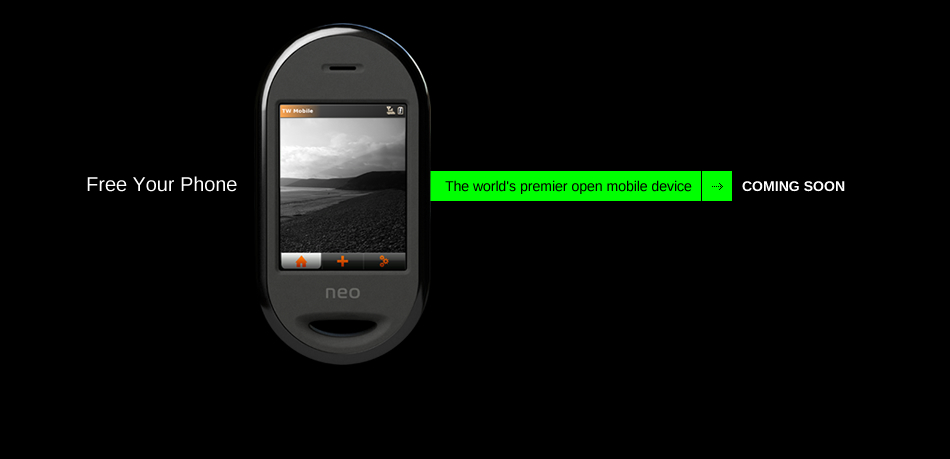 TW Mobile
Free Your Phone
The world's premier open mobile device
COMING SOON
neo